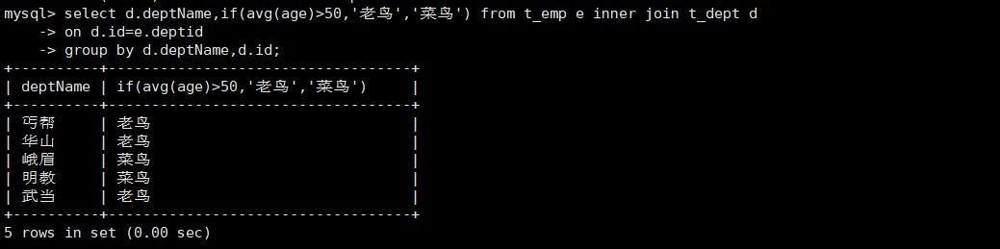 mysql> select d.deptName,if(avg(age)>50,'老鸟','菜鸟') from t_emp e inner join t_dept d
    -> on d.id=e.deptid
    -> group by d.deptName,d.id;
+----------+-----------------------------------+
| deptName | if(avg(age)>50,'老鸟','菜鸟')     |
+----------+-----------------------------------+
| 丐帮     | 老鸟                              |
| 华山     | 老鸟                              |
| 峨眉     | 菜鸟                              |
| 明教     | 菜鸟                              |
| 武当     | 老鸟                              |
+----------+-----------------------------------+
5 rows in set (0.00 sec)